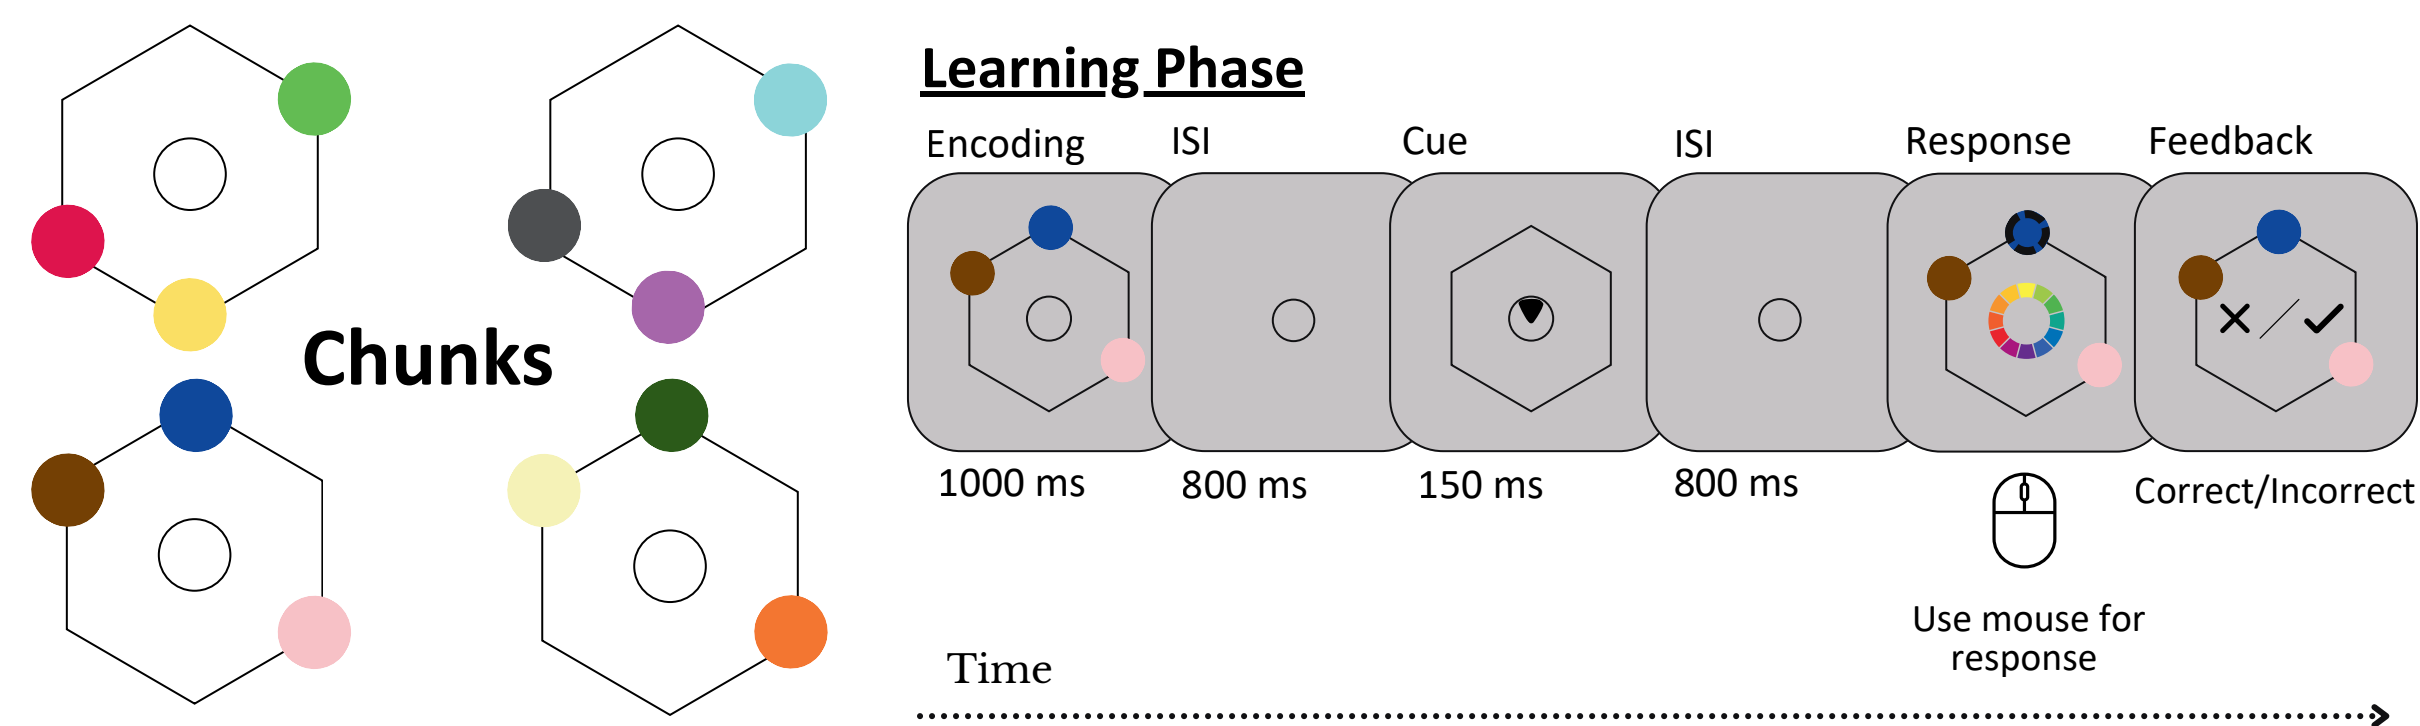 Chunks
Learning Phase
Encoding
ISI
Cue
ISI
Response
Feedback
1000 ms
800 ms
150 ms
800 ms
Correct/Incorrect
Use mouse for
response
Time